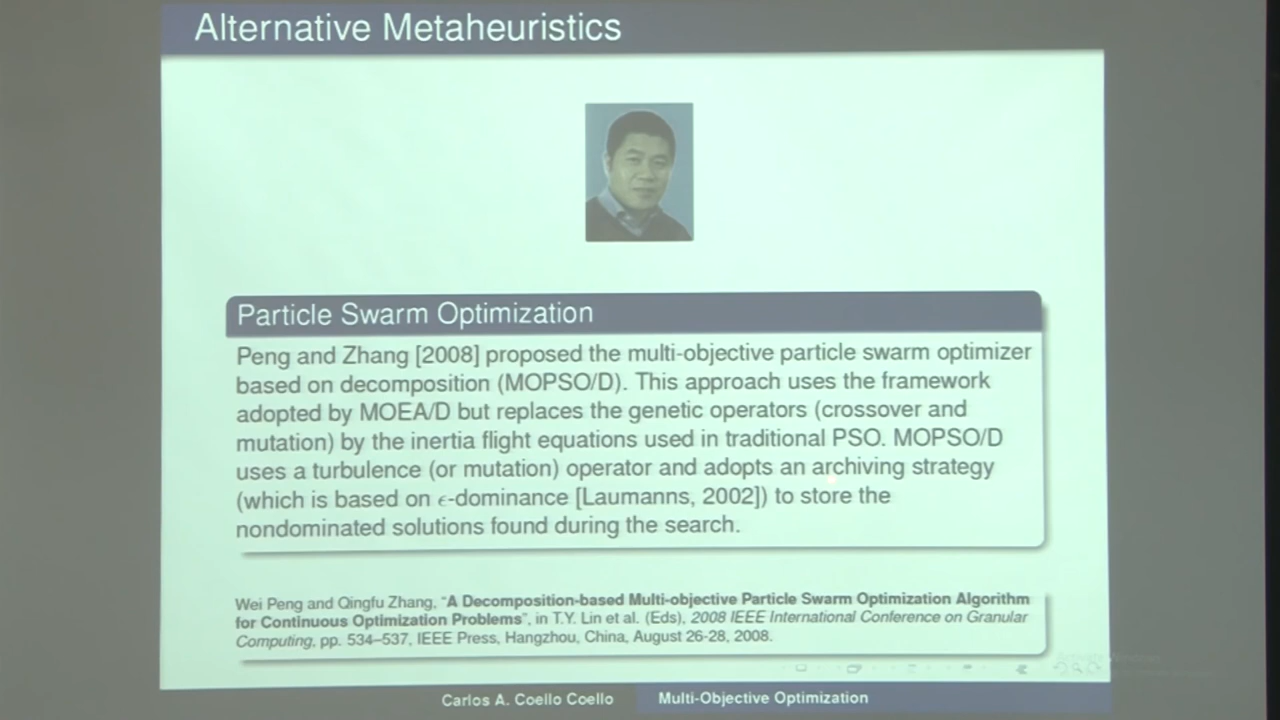 Alternative Metaheuristics
Particle Swarm Optimization
Peng and Zhang [2008] proposed the multi-objective particle swarm optimizer
based on decomposition (MOPSO/D). This approach uses the framework
adopted by MOEA/D but replaces the genetic operators (crossover and
mutation) by the inertia flight equations used in traditional PSO. MOPSO/D
uses a turbulence (or mutation) operator and adopts an archiving strategy
(which is based on ϵ-dominance [Laumanns, 2002]) to store the
nondominated solutions found during the search.
Wei Peng and Qingfu Zhang, "A Decomposition-based Multi-objective Particle Swarm Optimization Algorithm
for Continuous Optimization Problems", in T.Y. Lin et al. (Eds), 2008 IEEE International Conference on Granular
Computing, pp. 534–537, IEEE Press, Hangzhou, China, August 26-28, 2008.
Carlos A. Coello Coello
Multi-Objective Optimization